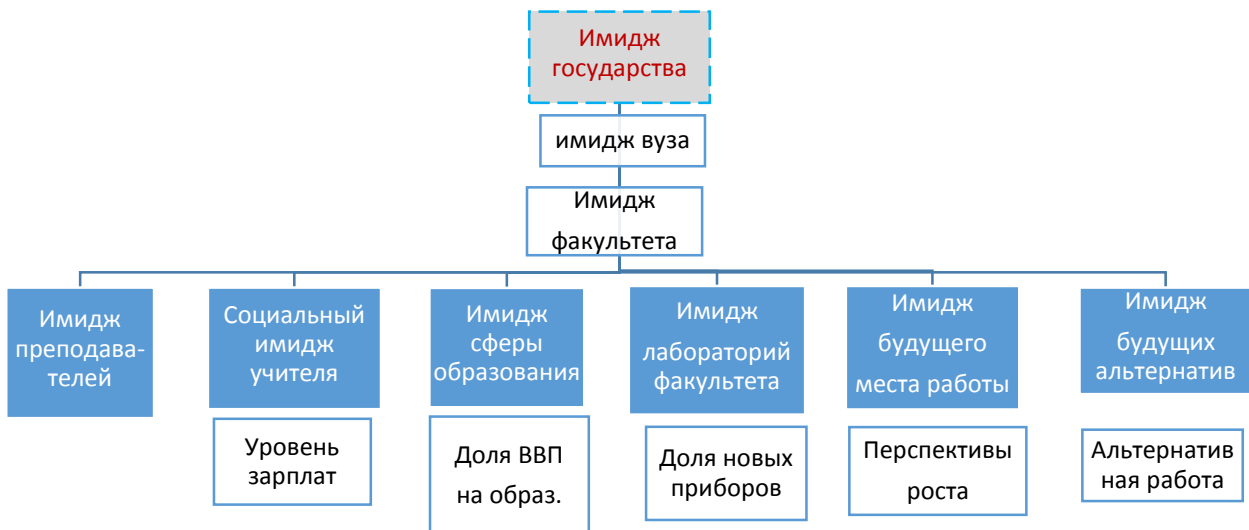 Имидж
государства
имидж вуза
Имидж
факультета
Имидж
преподава-
телей
Социальный
имидж
учителя
Имидж
сферы
образования
Имидж
лабораторий
факультета
Имидж
будущего
места работы
Имидж
будущих
альтернатив
Уровень
зарплат
Доля ВВП
на образ.
Доля новых
приборов
Перспективы
роста
Альтернатив
ная работа